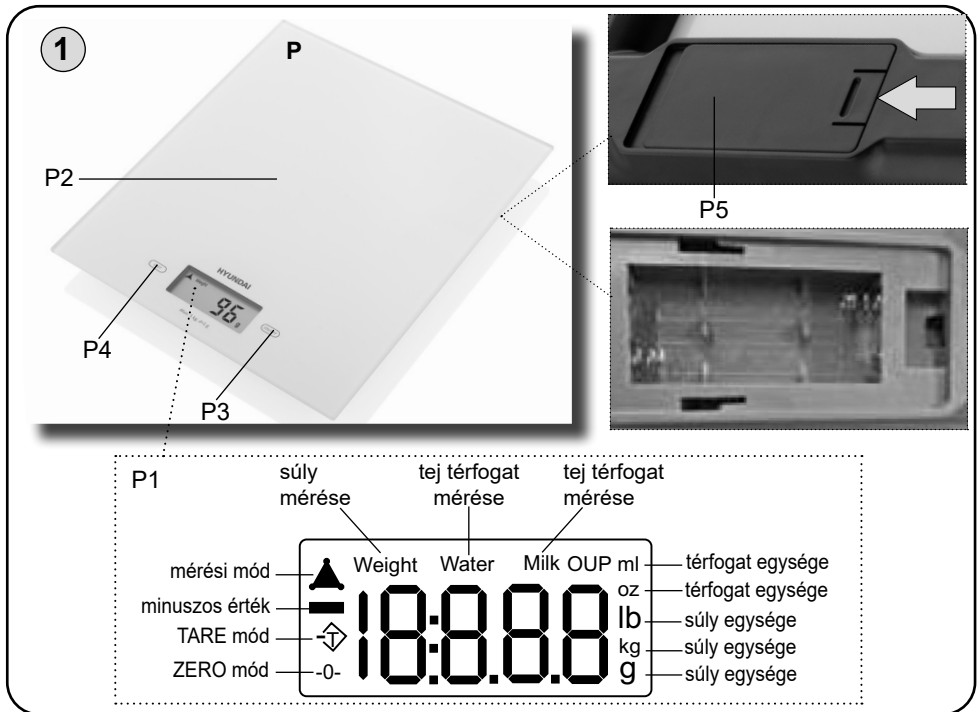 1
P
P2
P5
HYUNDAI
Weight
96 g
P4
P3
P1
súly
mérése
tej térfogat
mérése
tej térfogat
mérése
Weight Water Milk OUP ml
mérési mód
térfogat egysége
oz
térfogat egysége
minuszos érték
lb
súly egysége
18:8.8.8
TARE mód
T
kg
súly egysége
ZERO mód
-0-
g
súly egysége